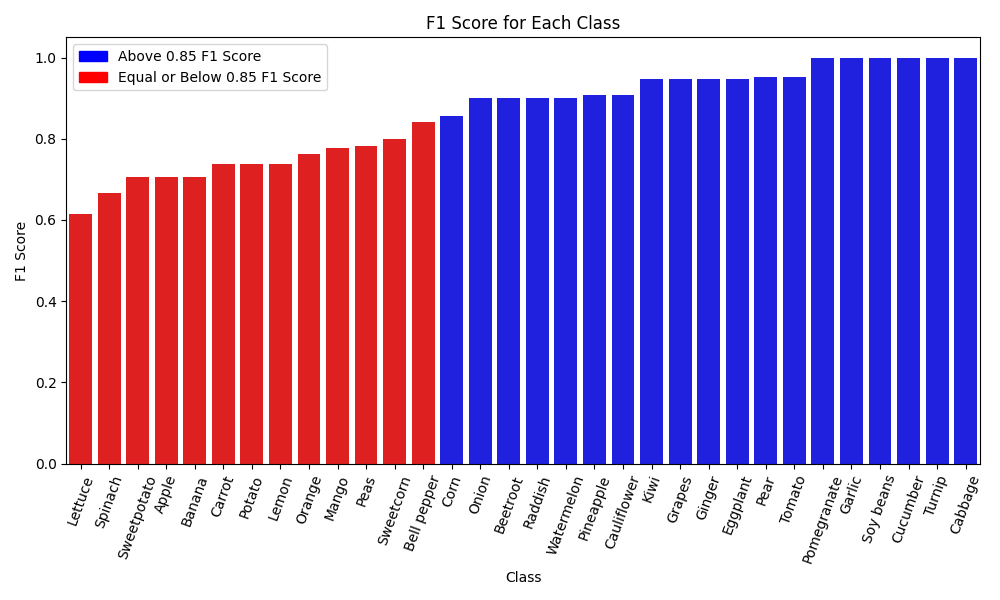 F1 Score for Each Class
Above 0.85 F1 Score
Equal or Below 0.85 F1 Score
F1 Score
1.0
0.8
0.6
0.4
0.2
0.0
Lettuce
Spinach
Sweetpotato
Apple
Banana
Carrot
Potato
Lemon
Orange
Mango
Peas
Sweetcorn
Bell pepper
Corn
Onion
Beetroot
Raddish
Watermelon
Pineapple
Cauliflower
Kiwi
Grapes
Ginger
Eggplant
Pear
Tomato
Pomegranate
Garlic
Soy beans
Cucumber
Turnip
Cabbage
Class